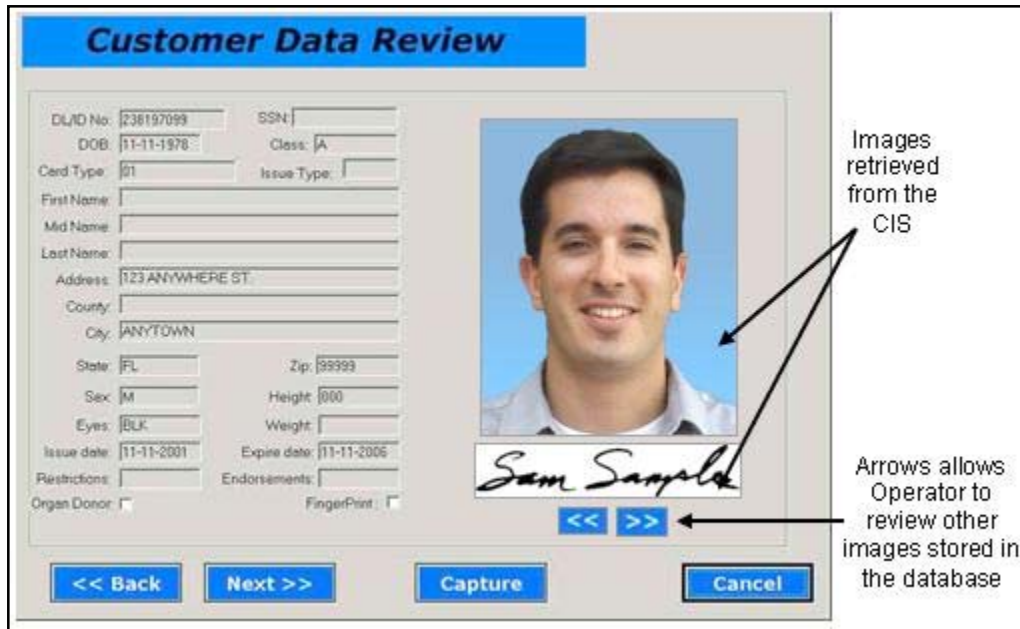 Customer Data Review
DL/ID No: 238197099 SSN:
DOB: 11-11-1978 Class: A
Card Type: 01 Issue Type:
First Name:
Mid Name:
Last Name:
Address: 123 ANYWHERE ST.
County:
City: ANYTOWN
State: FL Zip: 99999
Sex: M Height: 000
Eyes: BLK Weight:
Issue date: 11-11-2001 Expire date: 11-11-2006
Restrictions: Endorsements:
Organ Donor: FingerPrint:
Sam Sample
<< >>
<< Back Next >> Capture Cancel
Images
retrieved
from the
CIS
Arrows allows
Operator to
review other
images stored in
the database